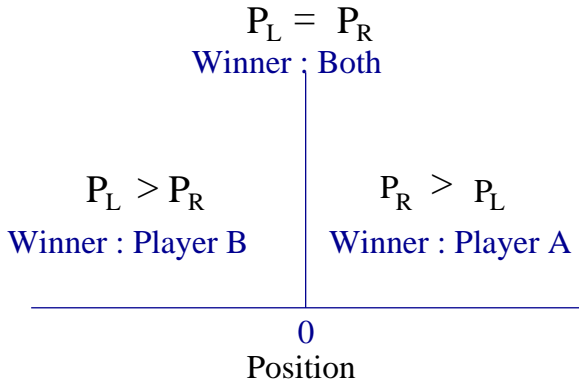 P_L = P_R
Winner : Both
P_L > P_R
Winner : Player B
P_R > P_L
Winner : Player A
0
Position